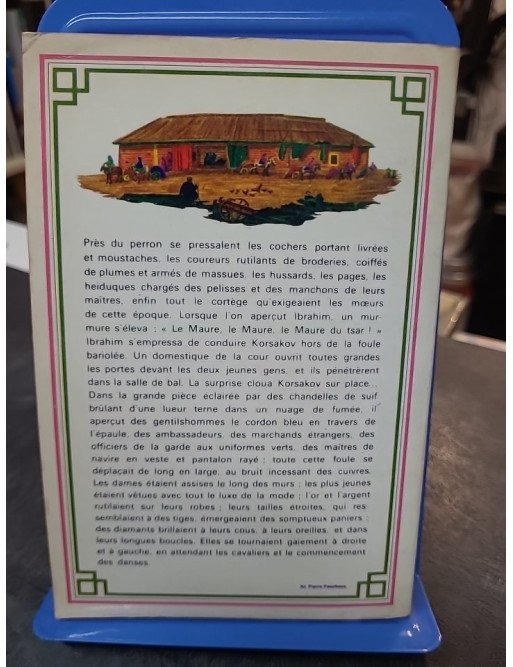 Près du perron se pressaient les cochers portant livrées
et moustaches, les coureurs rutilants de broderies, coiffés
de plumes et armés de massues, les hussards, les pages, les
heiduques chargés des pelisses et des manchons de leurs
maîtres, enfin tout le cortège qu'exigeaient les mœurs
de cette époque. Lorsque l'on aperçut Ibrahim, un mur-
mure s'éleva : « Le Maure, le Maure, le Maure du tsar ! »
Ibrahim s'empressa de conduire Korsakov hors de la foule
bariolée. Un domestique de la cour ouvrit toutes grandes
les portes devant les deux jeunes gens, et ils pénétrèrent
dans la salle de bal. La surprise cloua Korsakov sur place...
Dans la grande pièce éclairée par des chandelles de suif
brûlant d'une lueur terne dans un nuage de fumée, il
aperçut des gentilshommes le cordon bleu en travers de
l'épaule, des ambassadeurs, des marchands étrangers, des
officiers de la garde aux uniformes verts, des maîtres de
navire en veste et pantalon rayé ; toute cette foule se
déplaçait de long en large, au bruit incessant des cuivres.
Les dames étaient assises le long des murs ; les plus jeunes
étaient vêtues avec tout le luxe de la mode ; l'or et l'argent
rutilaient sur leurs robes ; leurs tailles étroites, qui res-
semblaient à des tiges, émergeaient des somptueux paniers ;
des diamants brillaient à leurs cous, à leurs oreilles, et dans
leurs longues boucles. Elles se tournaient gaiement à droite
et à gauche, en attendant les cavaliers et le commencement
des danses.
At. Pierre Faucheux.